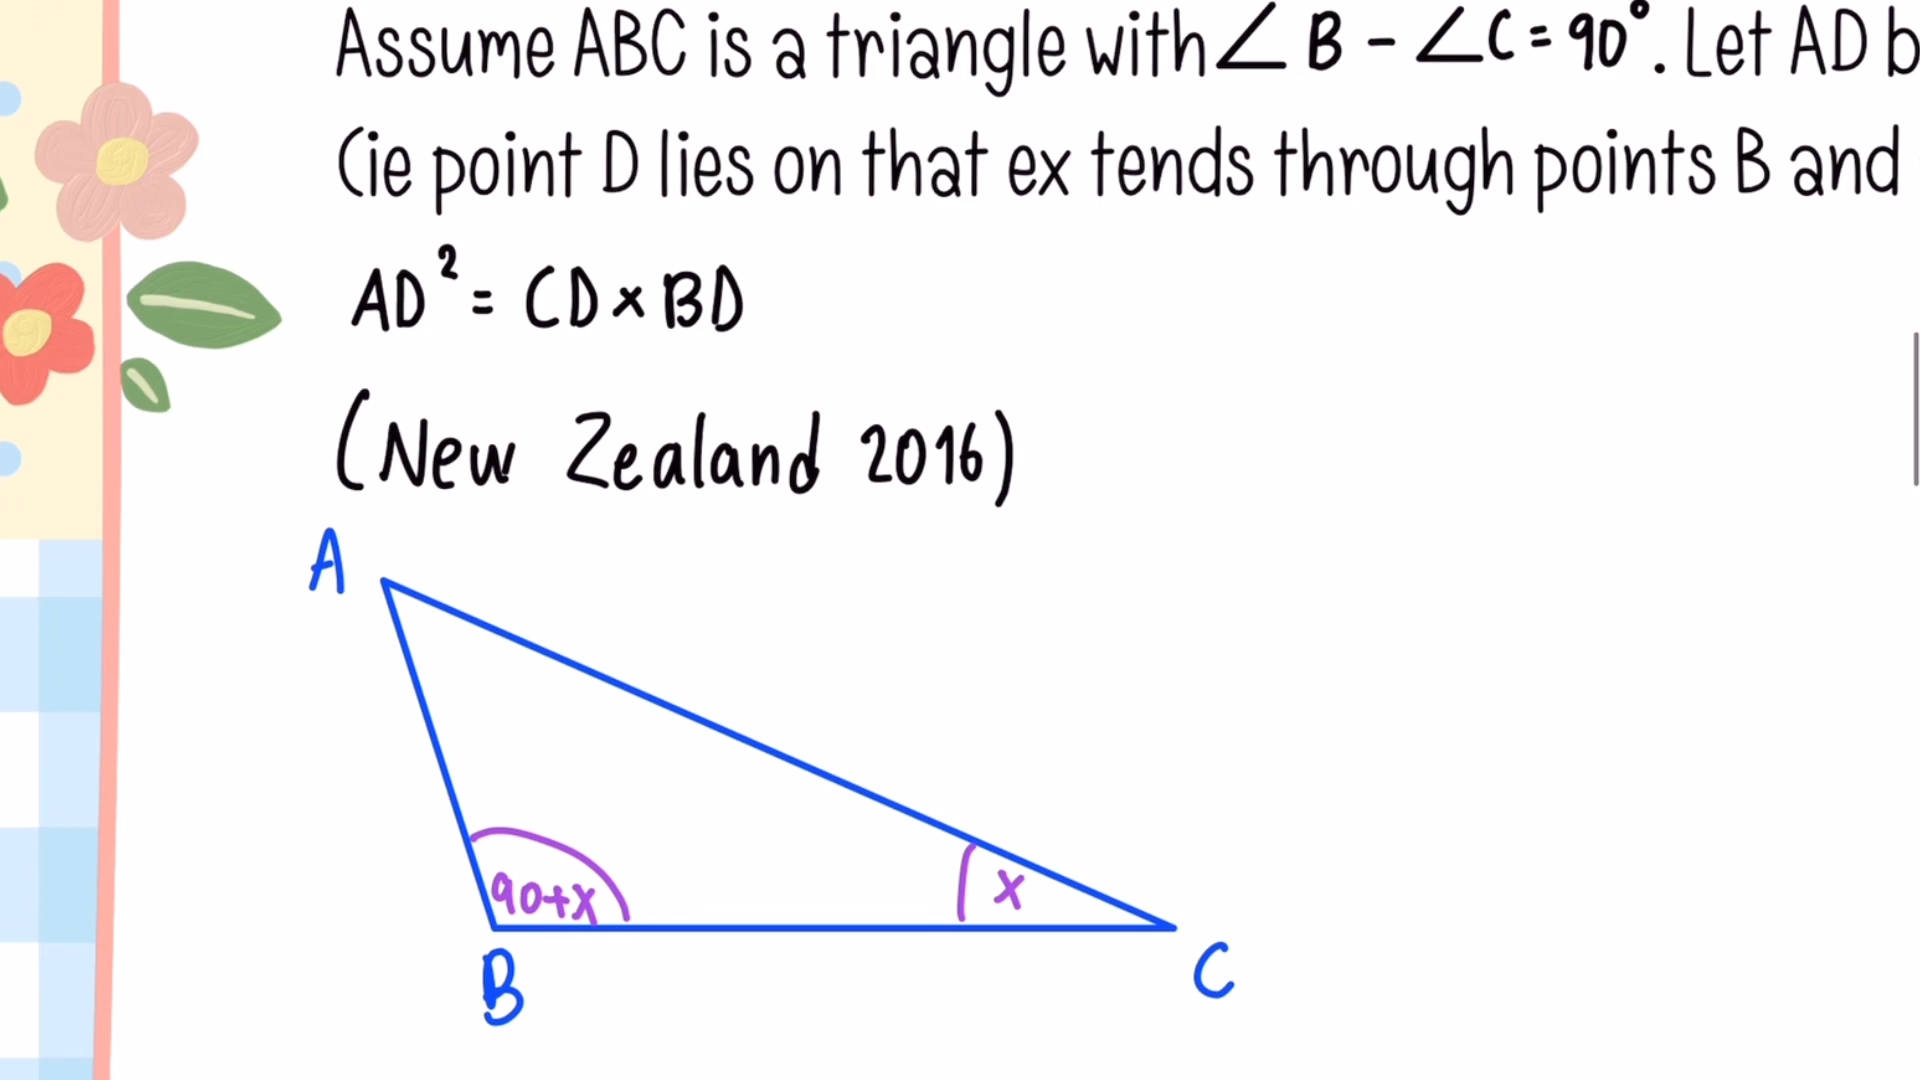 Assume ABC is a triangle with ∠B - ∠C = 90°. Let AD b
(ie point D lies on that ex tends through points B and
AD² = CD × BD
(New Zealand 2016)
A
90+x
x
B
C